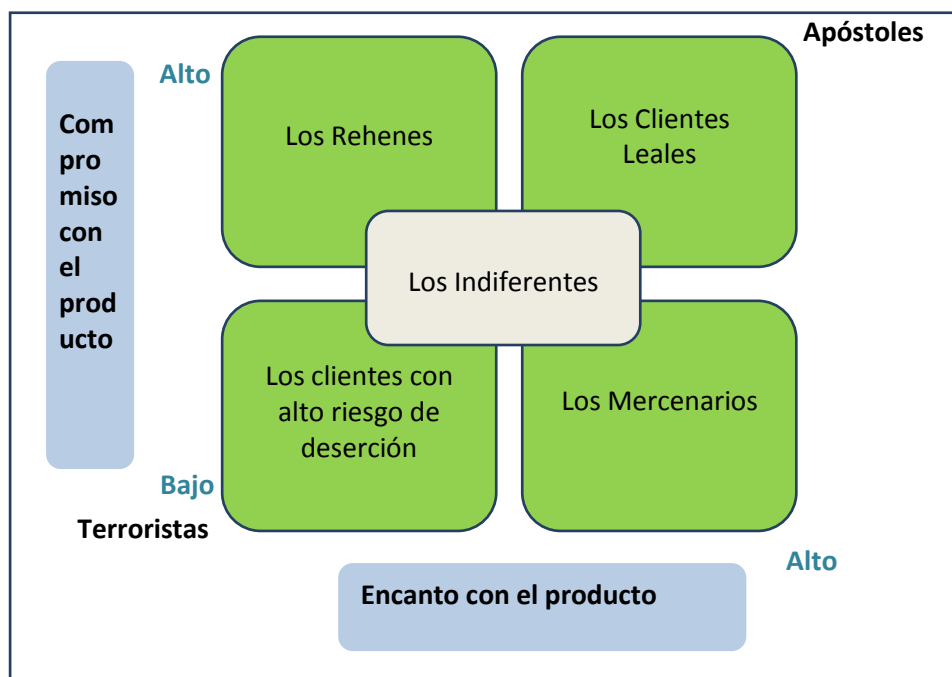 Apóstoles
Alto
Com
pro
miso
con
el
prod
ucto
Los Rehenes
Los Clientes
Leales
Los Indiferentes
Los clientes con
alto riesgo de
deserción
Los Mercenarios
Bajo
Terroristas
Alto
Encanto con el producto